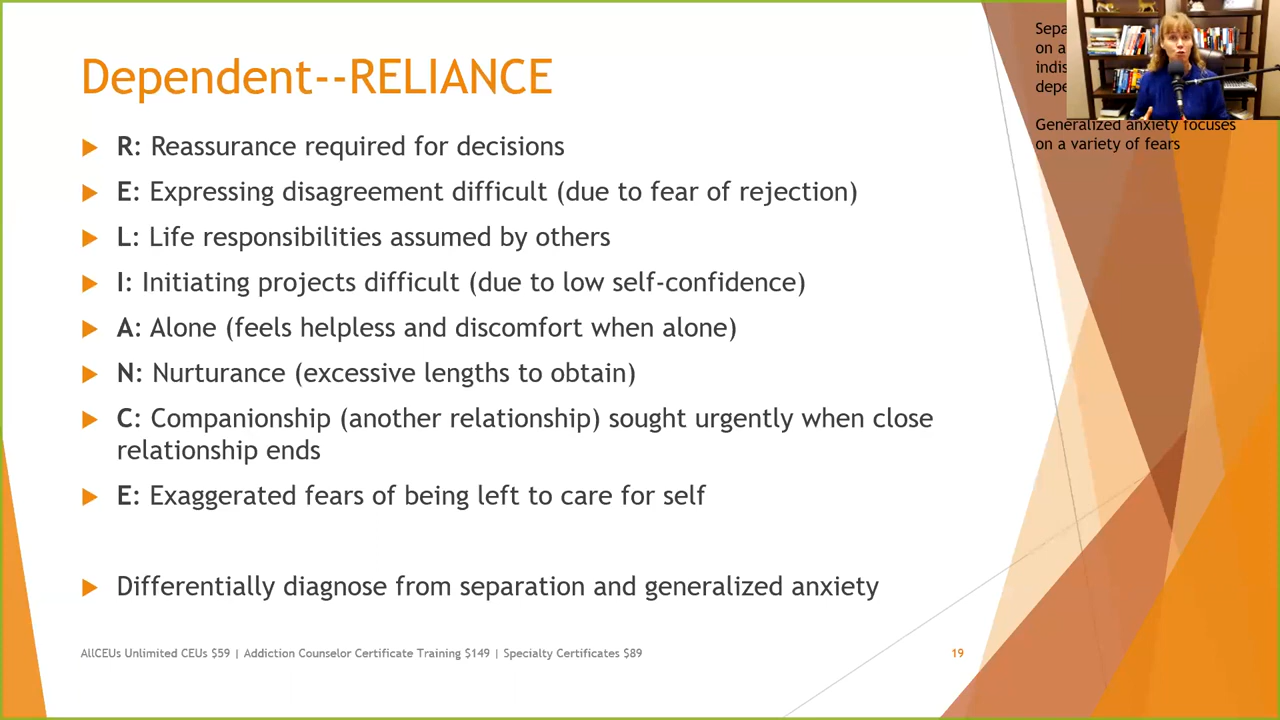 Dependent--RELIANCE
R: Reassurance required for decisions
E: Expressing disagreement difficult (due to fear of rejection)
L: Life responsibilities assumed by others
I: Initiating projects difficult (due to low self-confidence)
A: Alone (feels helpless and discomfort when alone)
N: Nurturance (excessive lengths to obtain)
C: Companionship (another relationship) sought urgently when close
relationship ends
E: Exaggerated fears of being left to care for self
Differentially diagnose from separation and generalized anxiety
on a
Generalized anxiety focuses
on a variety of fears
AllCEUs Unlimited CEUs $59 | Addiction Counselor Certificate Training $149 | Specialty Certificates $89
19